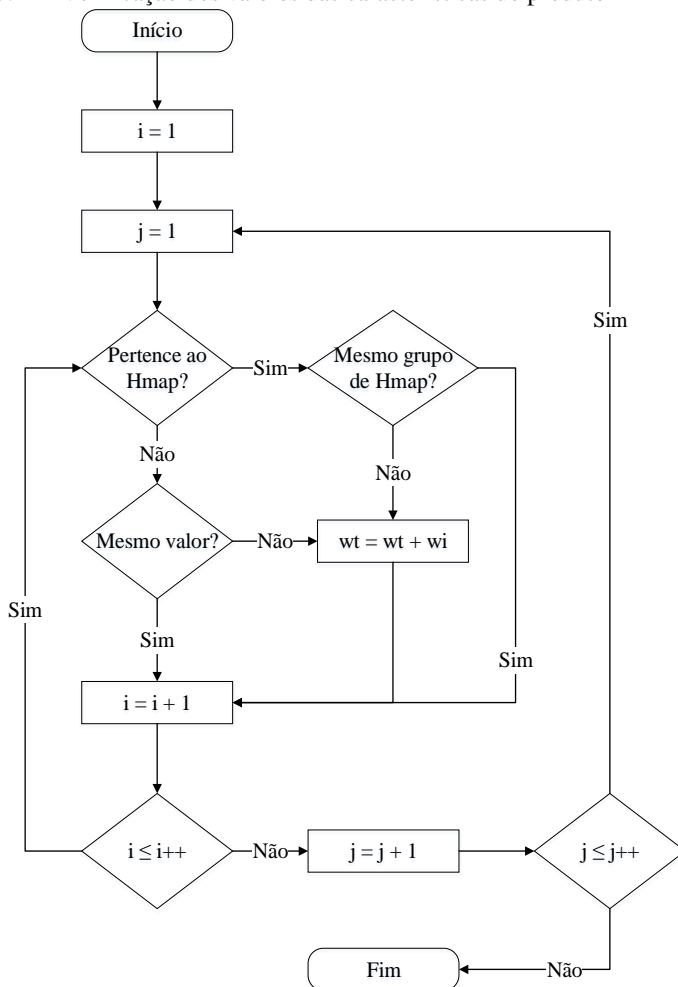 Início
i = 1
j = 1
Sim
Pertence ao
Hmap?
Sim
Mesmo grupo
de Hmap?
Não
Não
Mesmo valor?
Não
wt = wt + wi
Sim
Sim
Sim
i = i + 1
i ≤ i++
Não
j = j + 1
j ≤ j++
Fim
Não